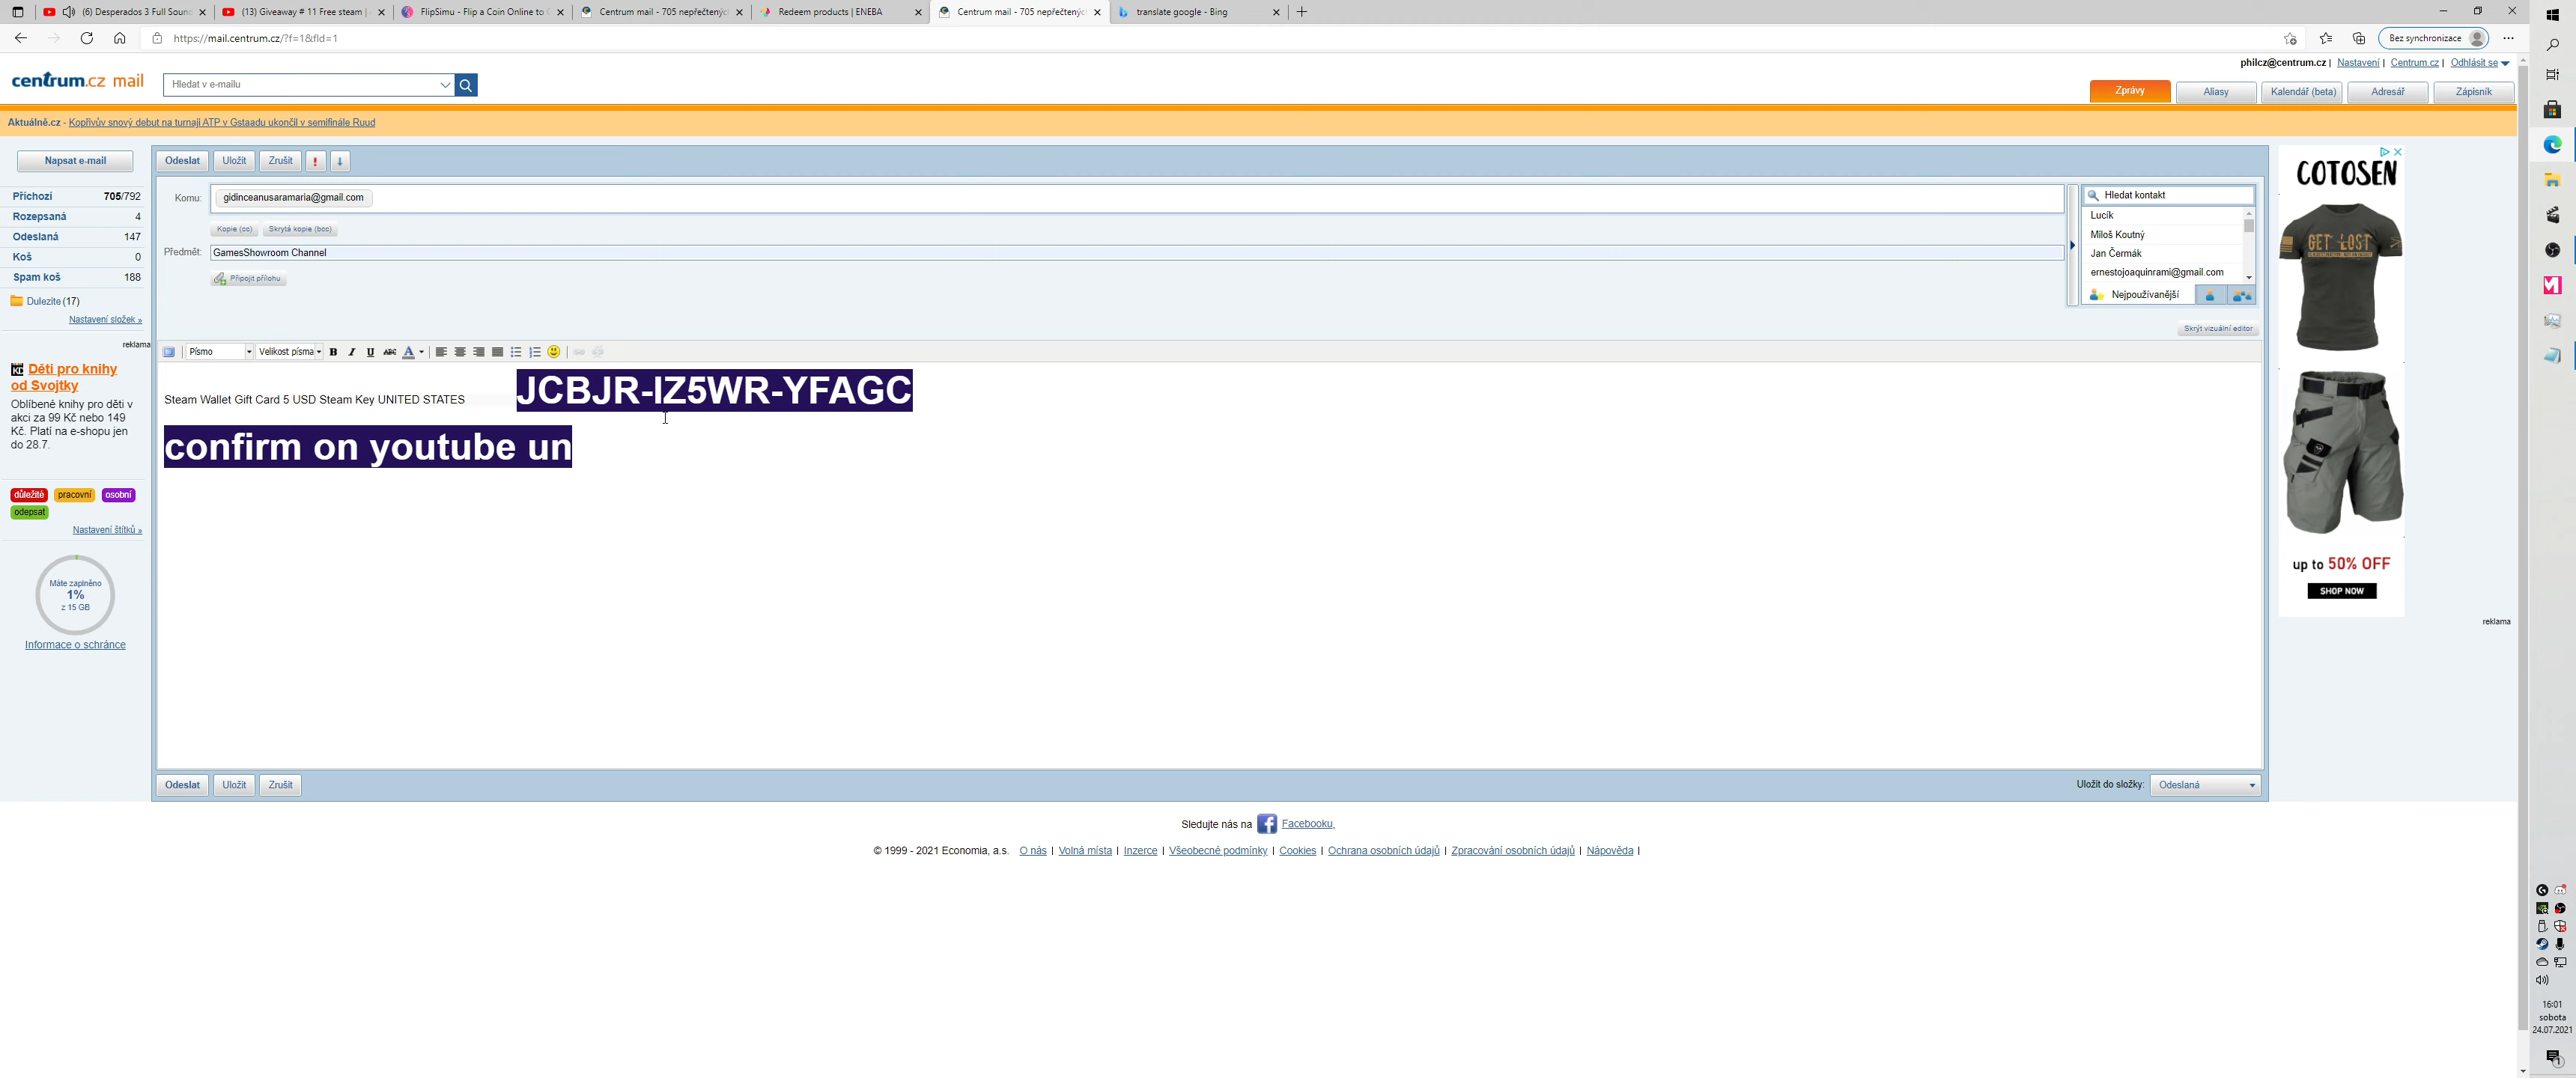 (6) Desperados 3 Full Soun
(13) Giveaway # 11 Free steam |
FlipSimu - Flip a Coin Online to
Centrum mail - 705 nepřečtených
Redeem products | ENEBA
Centrum mail - 705 nepřečtených
translate google - Bing
https://mail.centrum.cz/?f=1&fld=1
Bez synchronizace
centrum.cz mail
Hledat v e-mailu
philcz@centrum.cz | Nastavení | Centrum.cz | Odhlásit se
Zprávy
Aliasy
Kalendář (beta)
Adresář
Zápisník
Aktuálně.cz - Kopřivův snový debut na turnaji ATP v Gstaadu ukončil v semifinále Ruud
Napsat e-mail
Příchozí 705/792
Rozepsaná 4
Odeslaná 147
Koš 0
Spam koš 188
Dulezite (17)
Nastavení složek »
reklama
Děti pro knihy
od Svojtky
Oblíbené knihy pro děti v
akci za 99 Kč nebo 149
Kč. Platí na e-shopu jen
do 28.7.
důležité pracovní osobní
odepsat
Nastavení štítků »
Máte zaplněno
1%
z 15 GB
Informace o schránce
Odeslat Uložit Zrušit
Komu: gidinceanusaramaria@gmail.com
Kopie (cc) Skrytá kopie (bcc)
Předmět: GamesShowroom Channel
Připojit přílohu
Hledat kontakt
Lucík
Miloš Koutný
Jan Čermák
ernestojoaquinrami@gmail.com
Nejpoužívanější
Skrýt vizuální editor
Písmo Velikost písma B I U ABC A
Steam Wallet Gift Card 5 USD Steam Key UNITED STATES JCBJR-IZ5WR-YFAGC
confirm on youtube un
Odeslat Uložit Zrušit
Uložit do složky: Odeslaná
COTOSEN
GET LOST
up to 50% OFF
SHOP NOW
reklama
Sledujte nás na Facebooku.
© 1999 - 2021 Economia, a.s. O nás | Volná místa | Inzerce | Všeobecné podmínky | Cookies | Ochrana osobních údajů | Zpracování osobních údajů | Nápověda |
16:01
sobota
24.07.2021